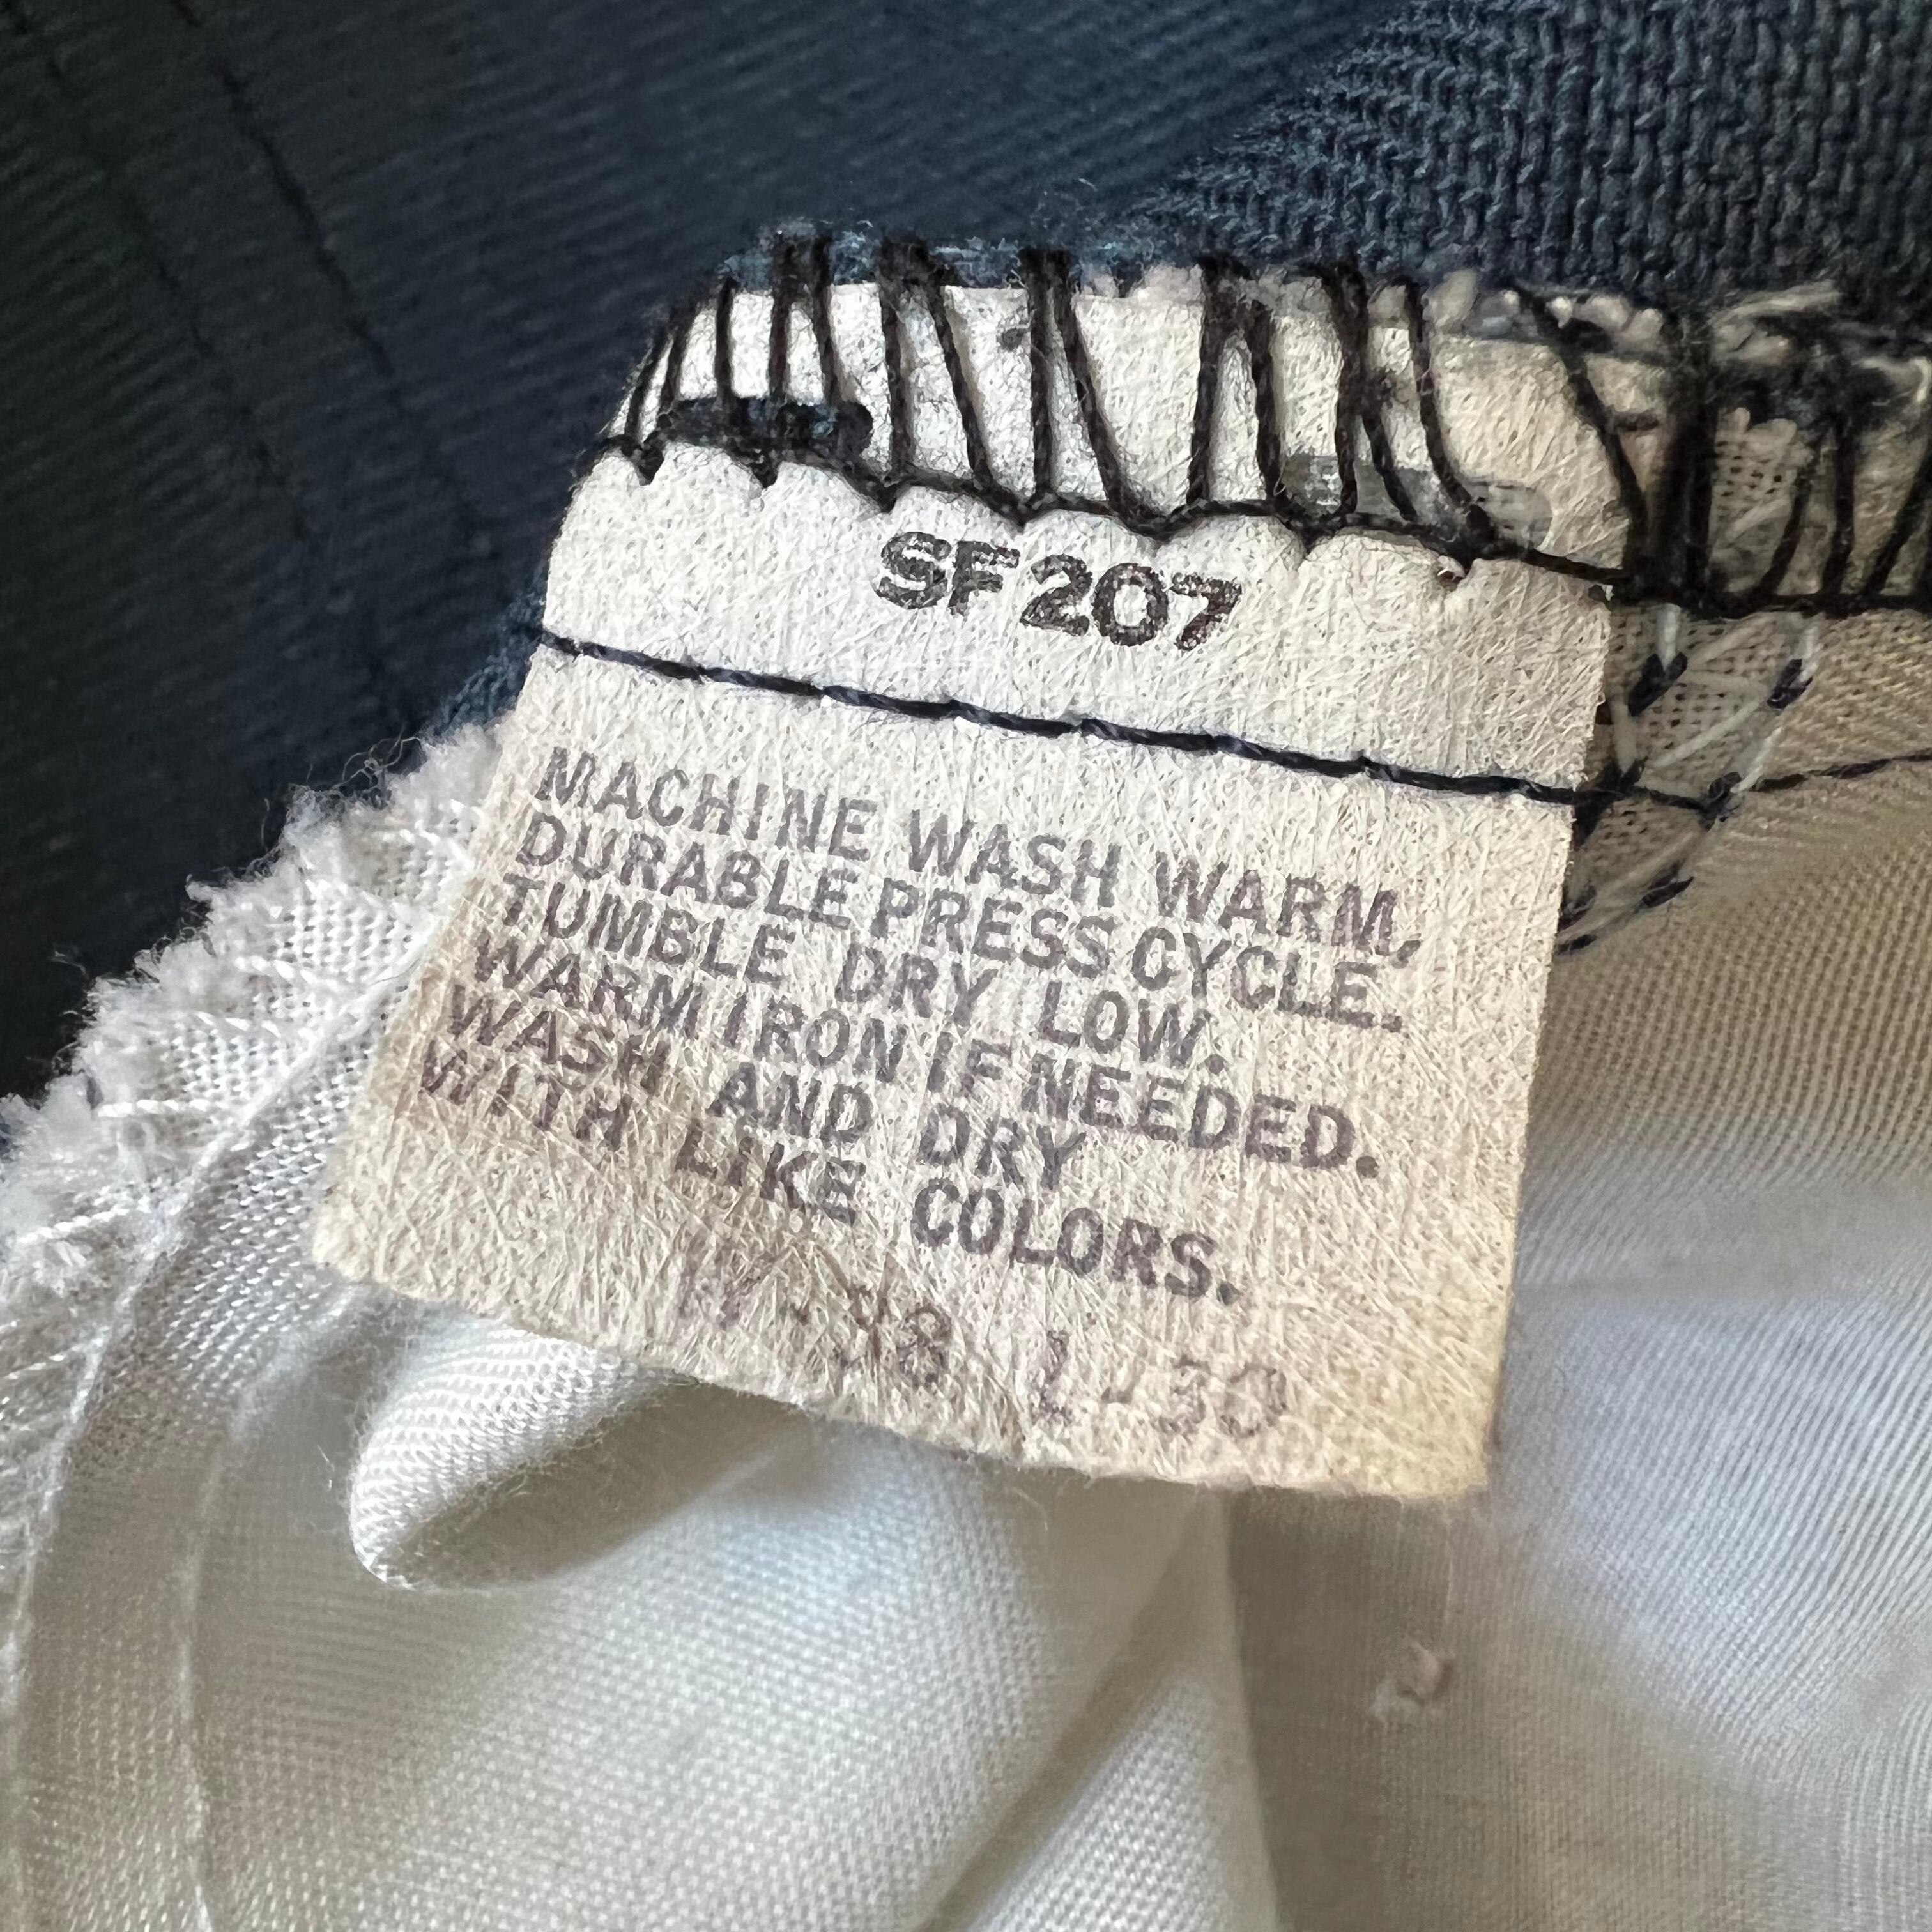 SF 207
MACHINE WASH WARM,
DURABLE PRESS CYCLE.
TUMBLE DRY LOW.
WARM IRON IF NEEDED.
WASH AND DRY
WITH LIKE COLORS.
L-30